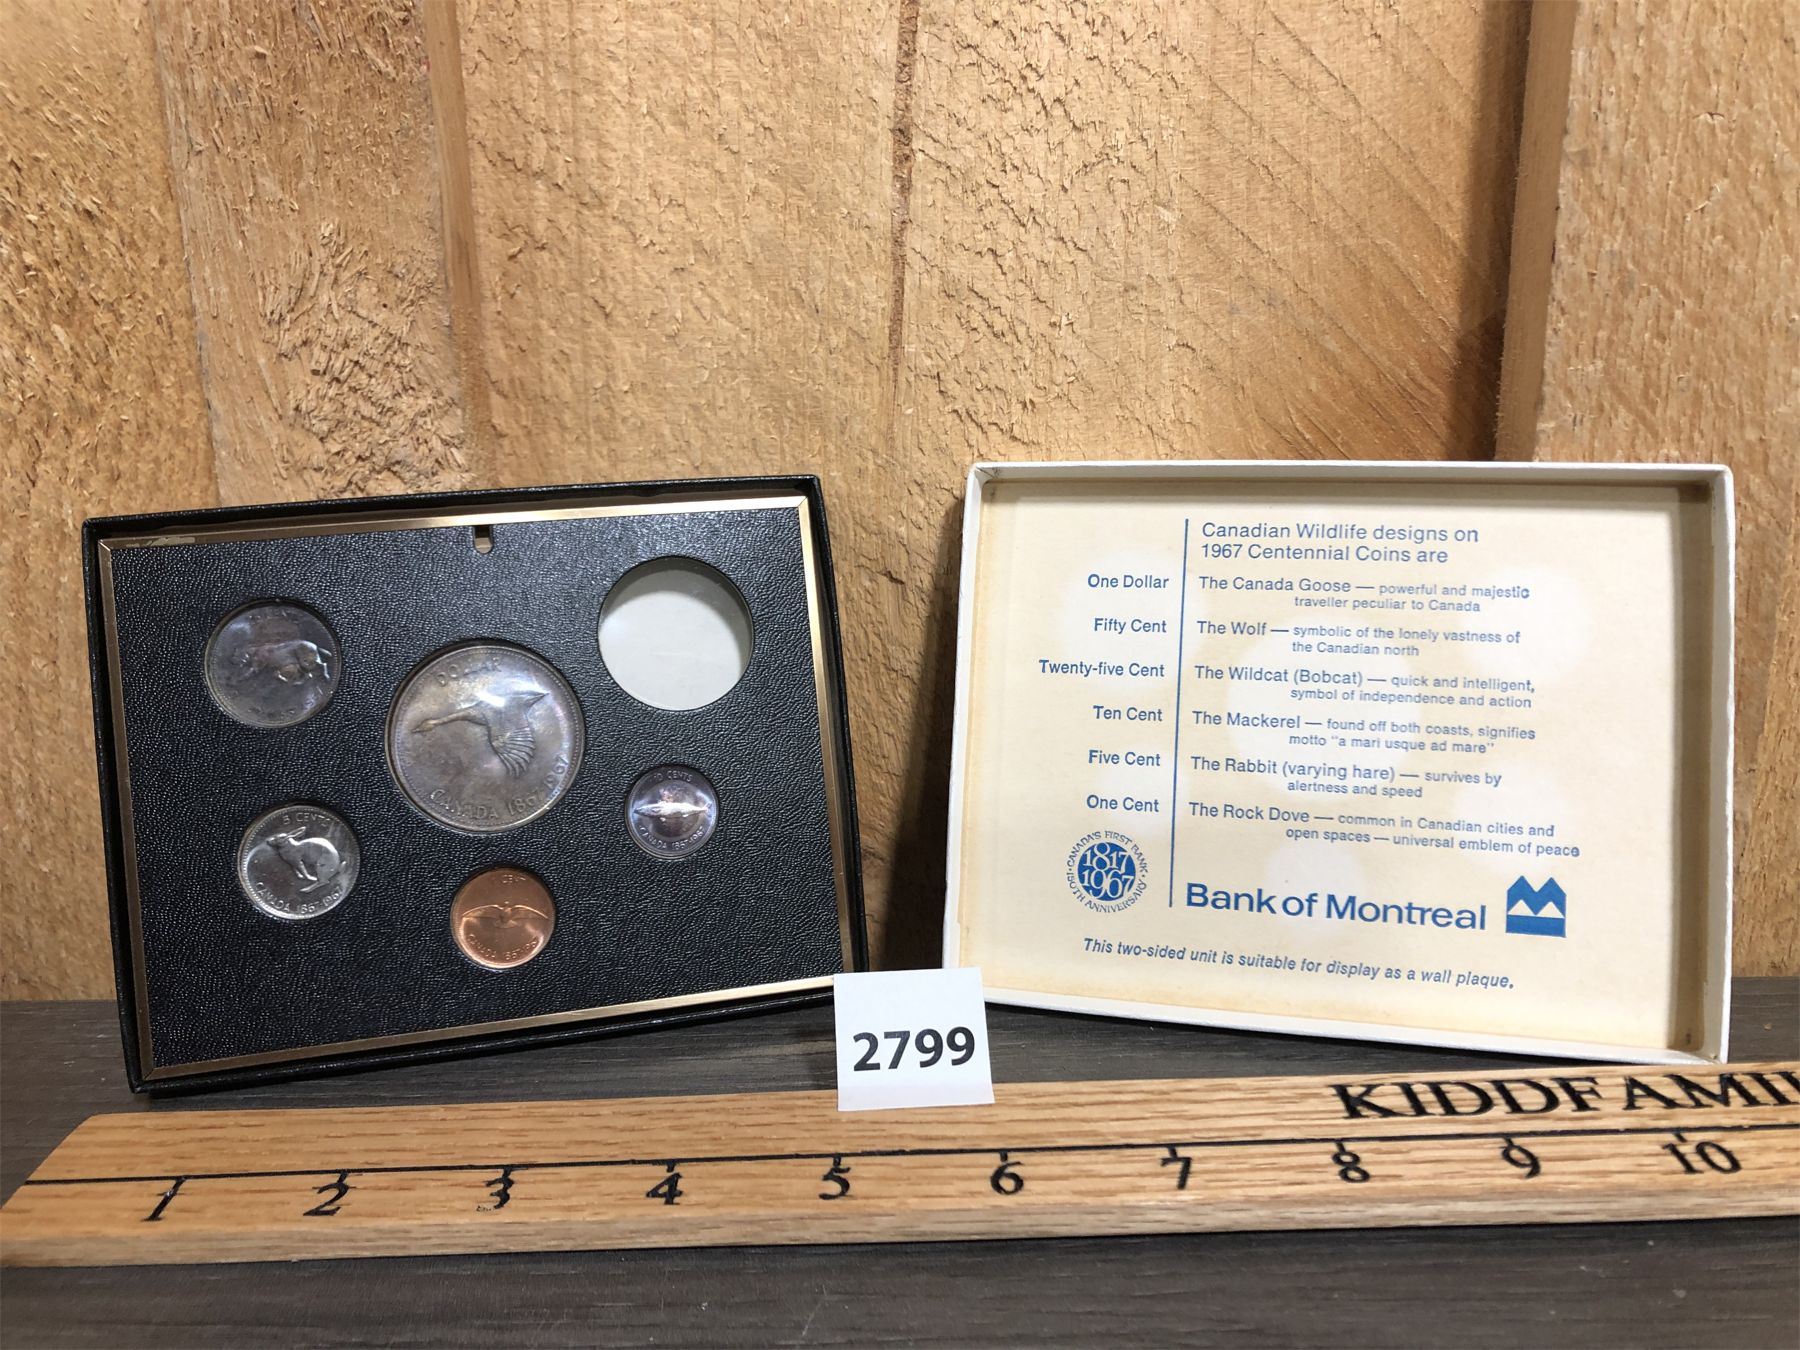 DOLLAR
CANADA 1867 1967
5 CENTS
CANADA 1867 1967
10 CENTS
CANADA 1867 1967
1 CENT
CANADA 1867 1967
Canadian Wildlife designs on
1967 Centennial Coins are
One Dollar The Canada Goose — powerful and majestic
traveller peculiar to Canada
Fifty Cent The Wolf — symbolic of the lonely vastness of
the Canadian north
Twenty-five Cent The Wildcat (Bobcat) — quick and intelligent,
symbol of independence and action
Ten Cent The Mackerel — found off both coasts, signifies
motto "a mari usque ad mare"
Five Cent The Rabbit (varying hare) — survives by
alertness and speed
One Cent The Rock Dove — common in Canadian cities and
open spaces — universal emblem of peace
CANADA'S FIRST BANK
1817
1967
150TH ANNIVERSARY
Bank of Montreal
This two-sided unit is suitable for display as a wall plaque.
2799
KIDDFAMI
1 2 3 4 5 6 7 8 9 10